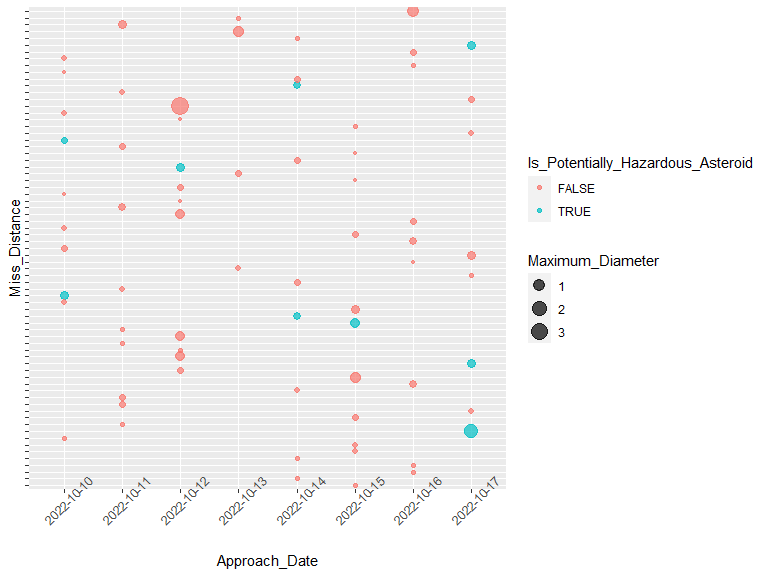 Miss_Distance
2022-10-10
2022-10-11
2022-10-12
2022-10-13
2022-10-14
2022-10-15
2022-10-16
2022-10-17
Approach_Date
Is_Potentially_Hazardous_Asteroid
FALSE
TRUE
Maximum_Diameter
1
2
3